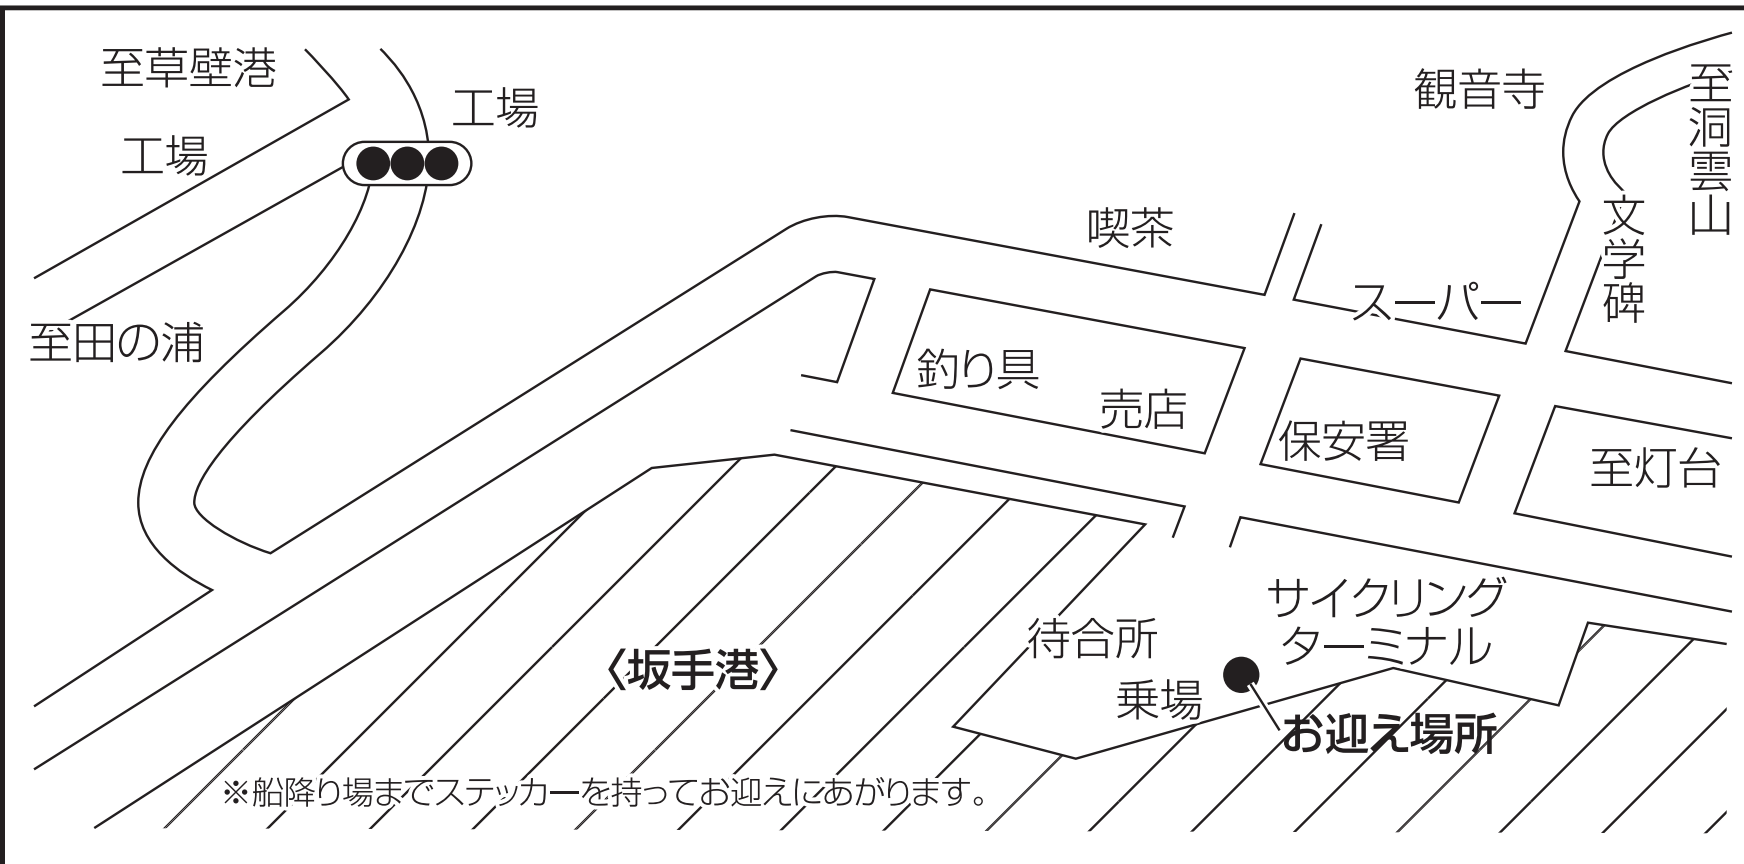 至草壁港
工場
工場
至田の浦
観音寺
至洞雲山
文学碑
喫茶
スーパー
釣り具
売店
保安署
至灯台
サイクリング
ターミナル
待合所
乗場
〈坂手港〉
お迎え場所
※船降り場までステッカーを持ってお迎えにあがります。